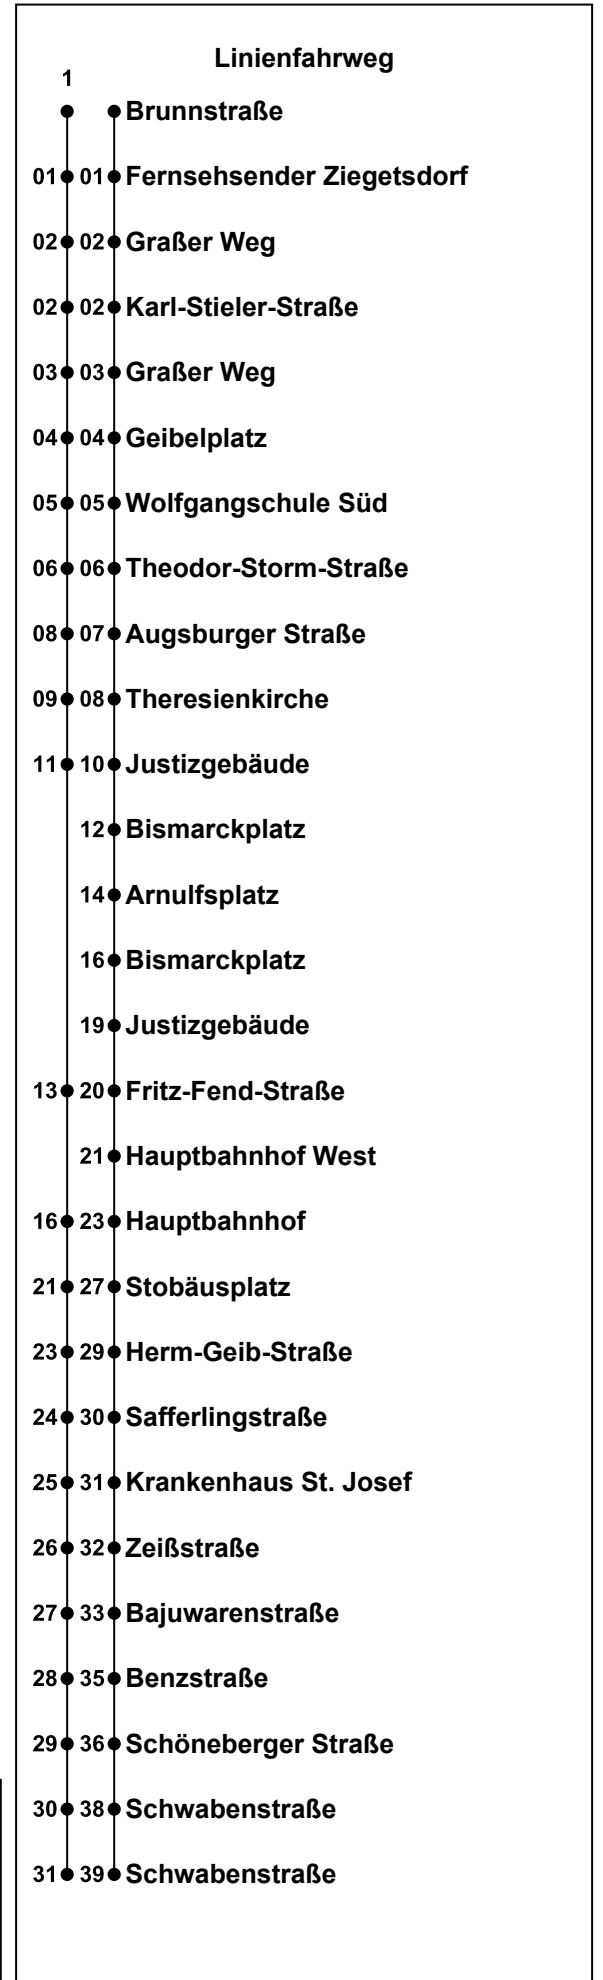 Linienfahrweg
1
Brunnstraße
01 01 Fernsehsender Ziegetsdorf
02 02 Graßer Weg
02 02 Karl-Stieler-Straße
03 03 Graßer Weg
04 04 Geibelplatz
05 05 Wolfgangschule Süd
06 06 Theodor-Storm-Straße
08 07 Augsburger Straße
09 08 Theresienkirche
11 10 Justizgebäude
12 Bismarckplatz
14 Arnulfsplatz
16 Bismarckplatz
19 Justizgebäude
13 20 Fritz-Fend-Straße
21 Hauptbahnhof West
16 23 Hauptbahnhof
21 27 Stobäusplatz
23 29 Herm-Geib-Straße
24 30 Safferlingstraße
25 31 Krankenhaus St. Josef
26 32 Zeißstraße
27 33 Bajuwarenstraße
28 35 Benzstraße
29 36 Schöneberger Straße
30 38 Schwabenstraße
31 39 Schwabenstraße